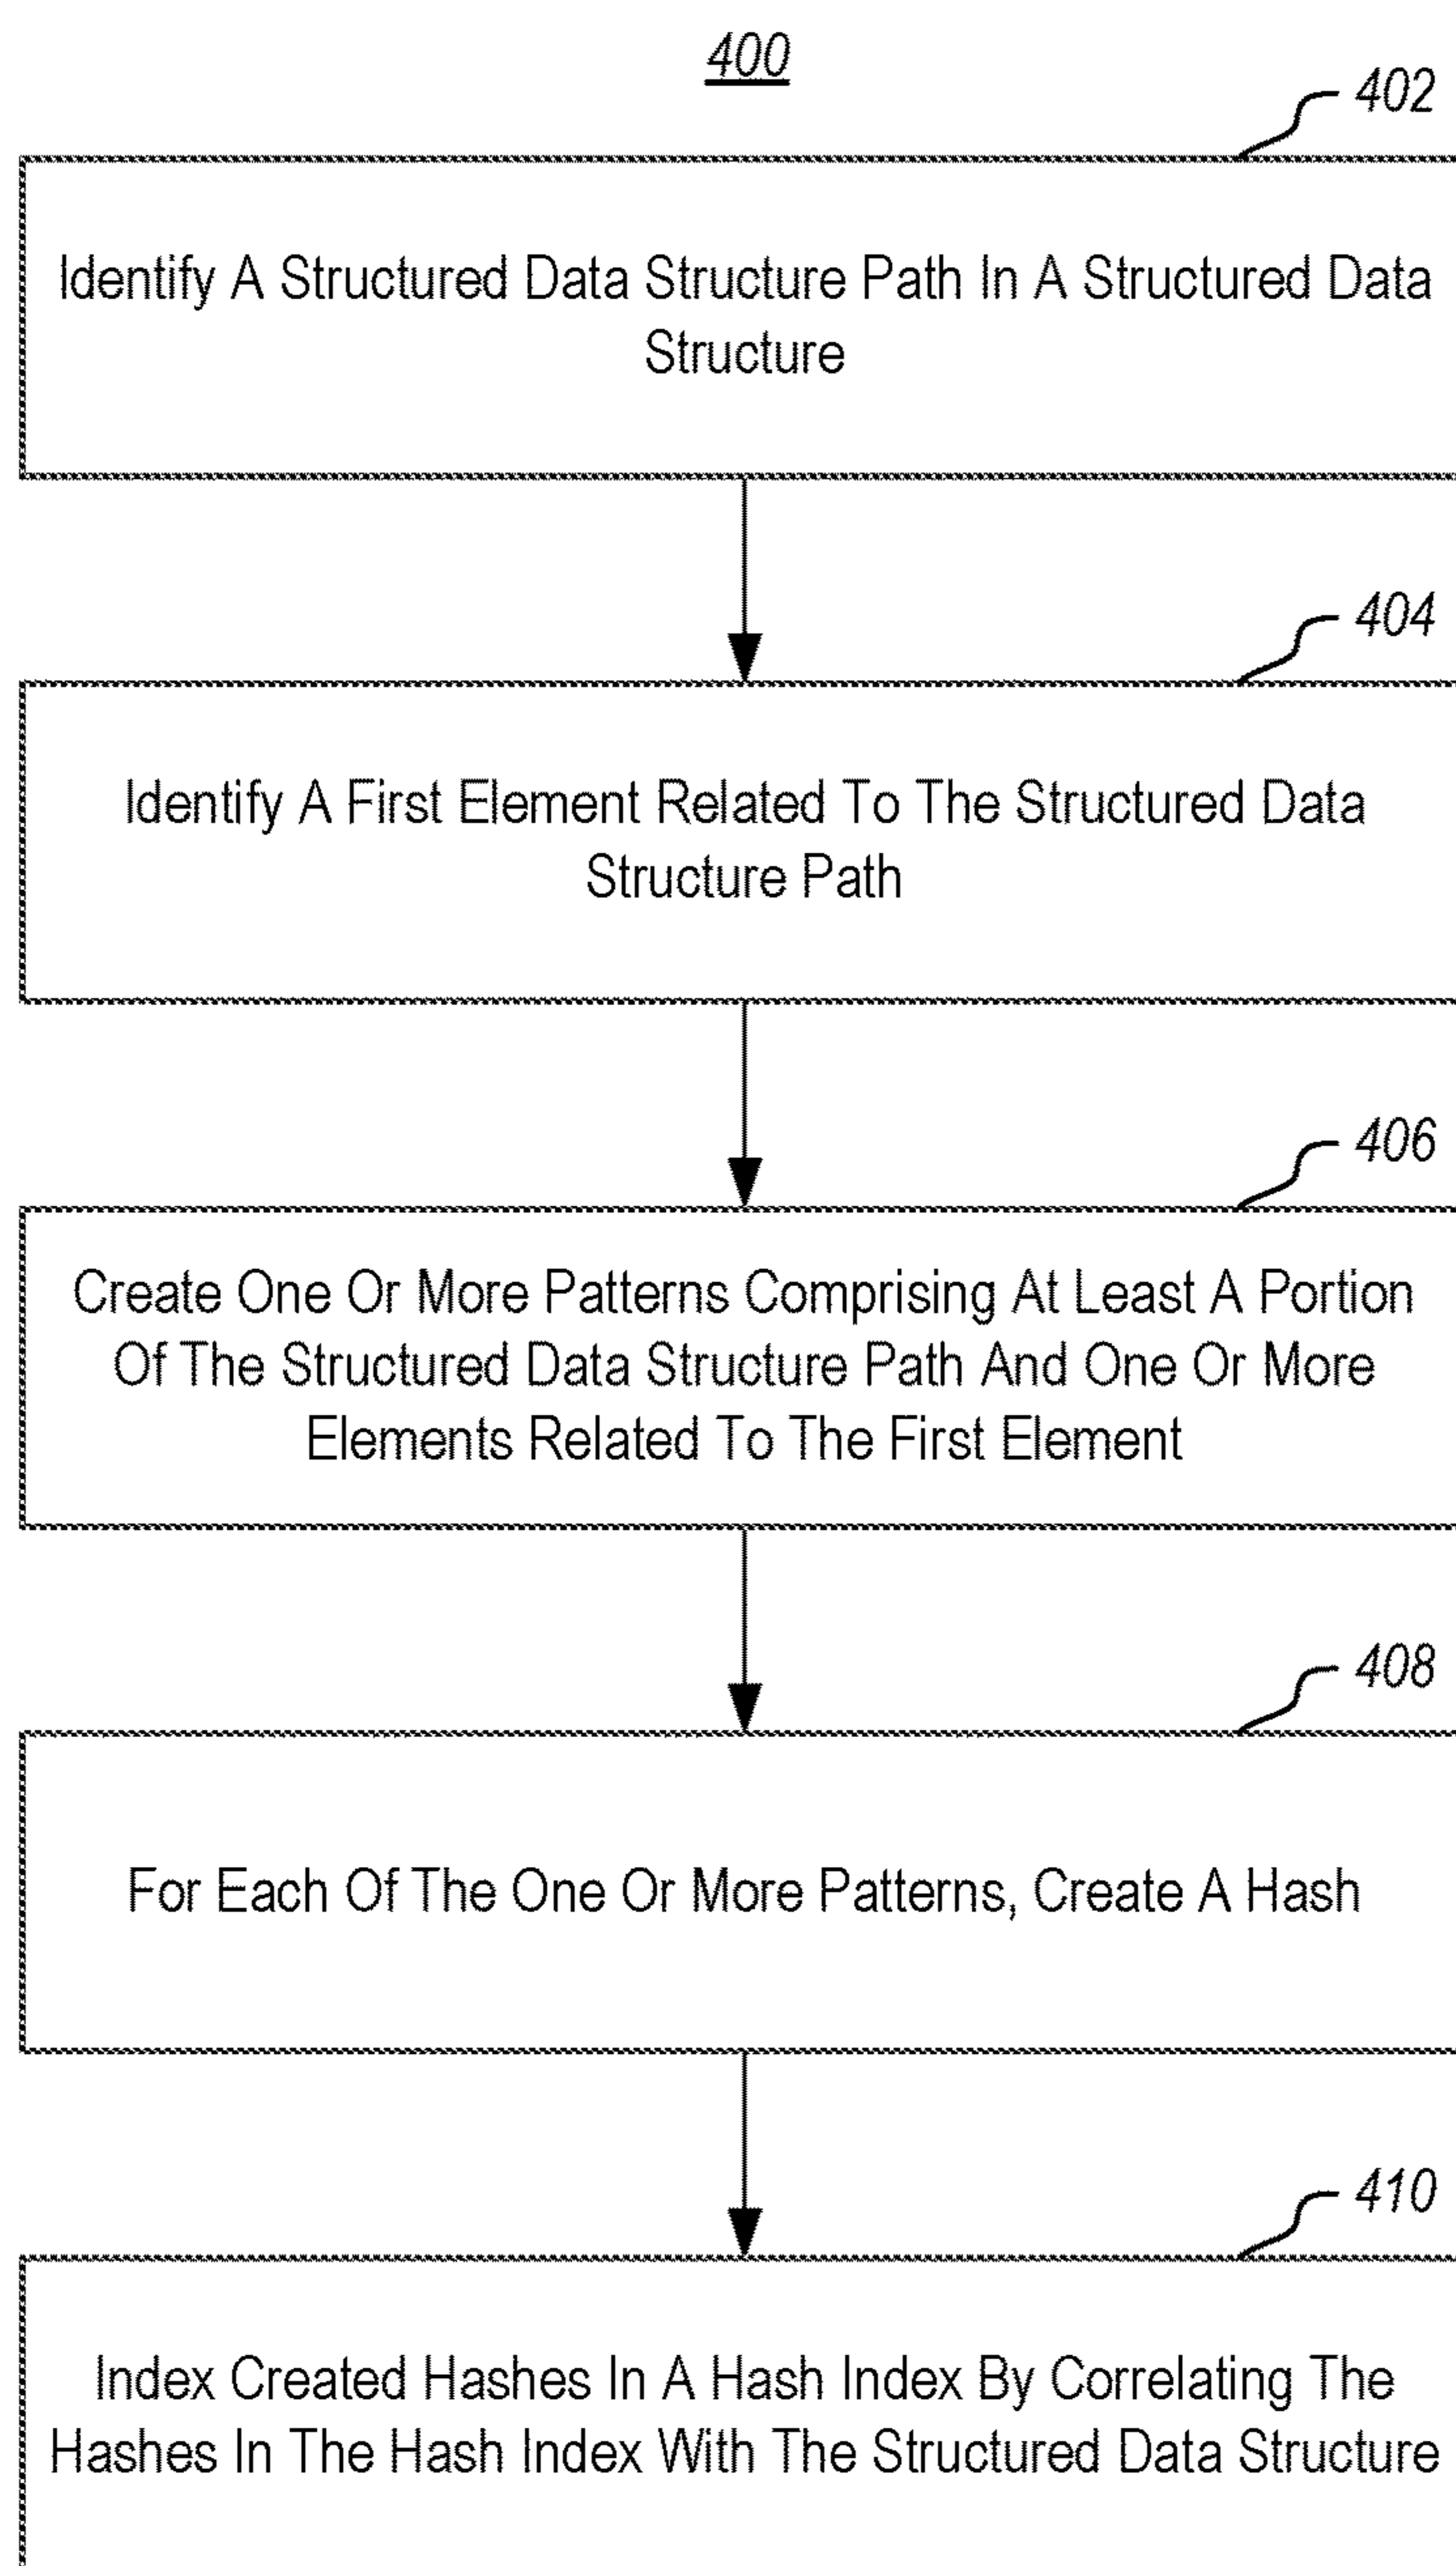 400
402
Identify A Structured Data Structure Path In A Structured Data
Structure
404
Identify A First Element Related To The Structured Data
Structure Path
406
Create One Or More Patterns Comprising At Least A Portion
Of The Structured Data Structure Path And One Or More
Elements Related To The First Element
408
For Each Of The One Or More Patterns, Create A Hash
410
Index Created Hashes In A Hash Index By Correlating The
Hashes In The Hash Index With The Structured Data Structure